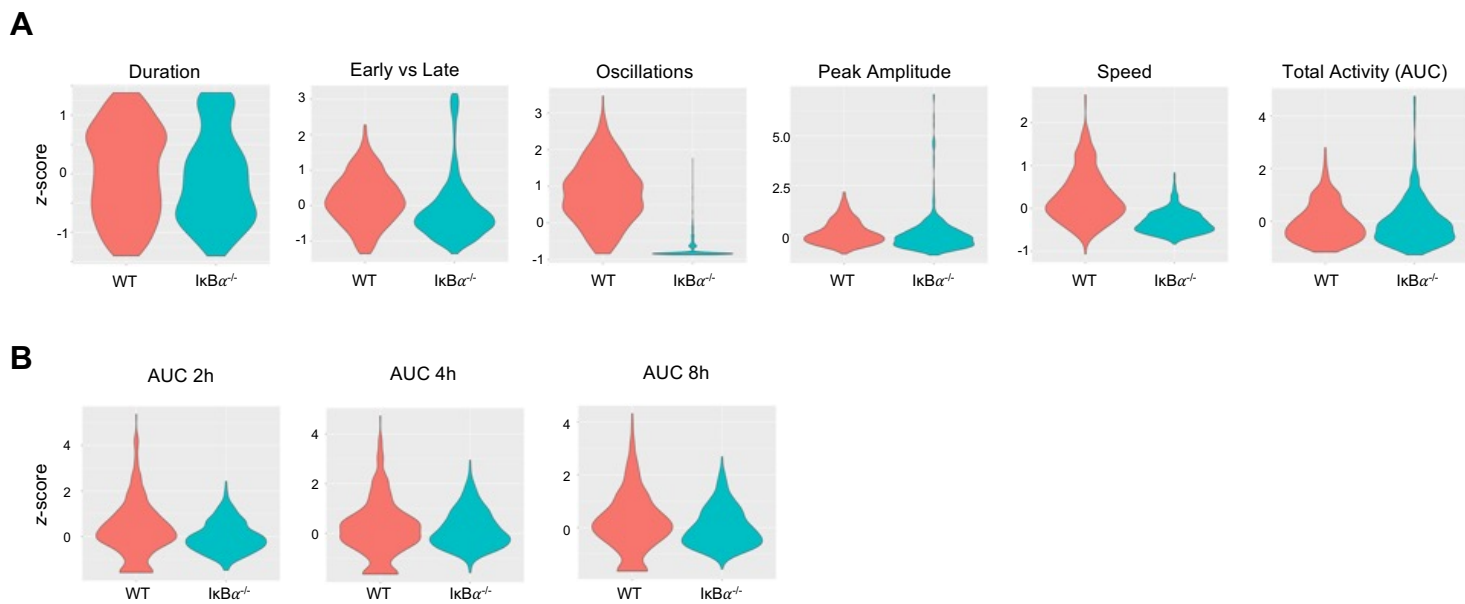 A
Duration
Early vs Late
Oscillations
Peak Amplitude
Speed
Total Activity (AUC)
z-score
1
0
-1
3
2
1
0
-1
3
2
1
0
-1
5.0
2.5
0
2
1
0
-1
4
2
0
WT IκBα-/- WT IκBα-/- WT IκBα-/- WT IκBα-/- WT IκBα-/- WT IκBα-/-
B
AUC 2h
AUC 4h
AUC 8h
z-score
4
2
0
4
2
0
4
2
0
WT IκBα-/- WT IκBα-/- WT IκBα-/-